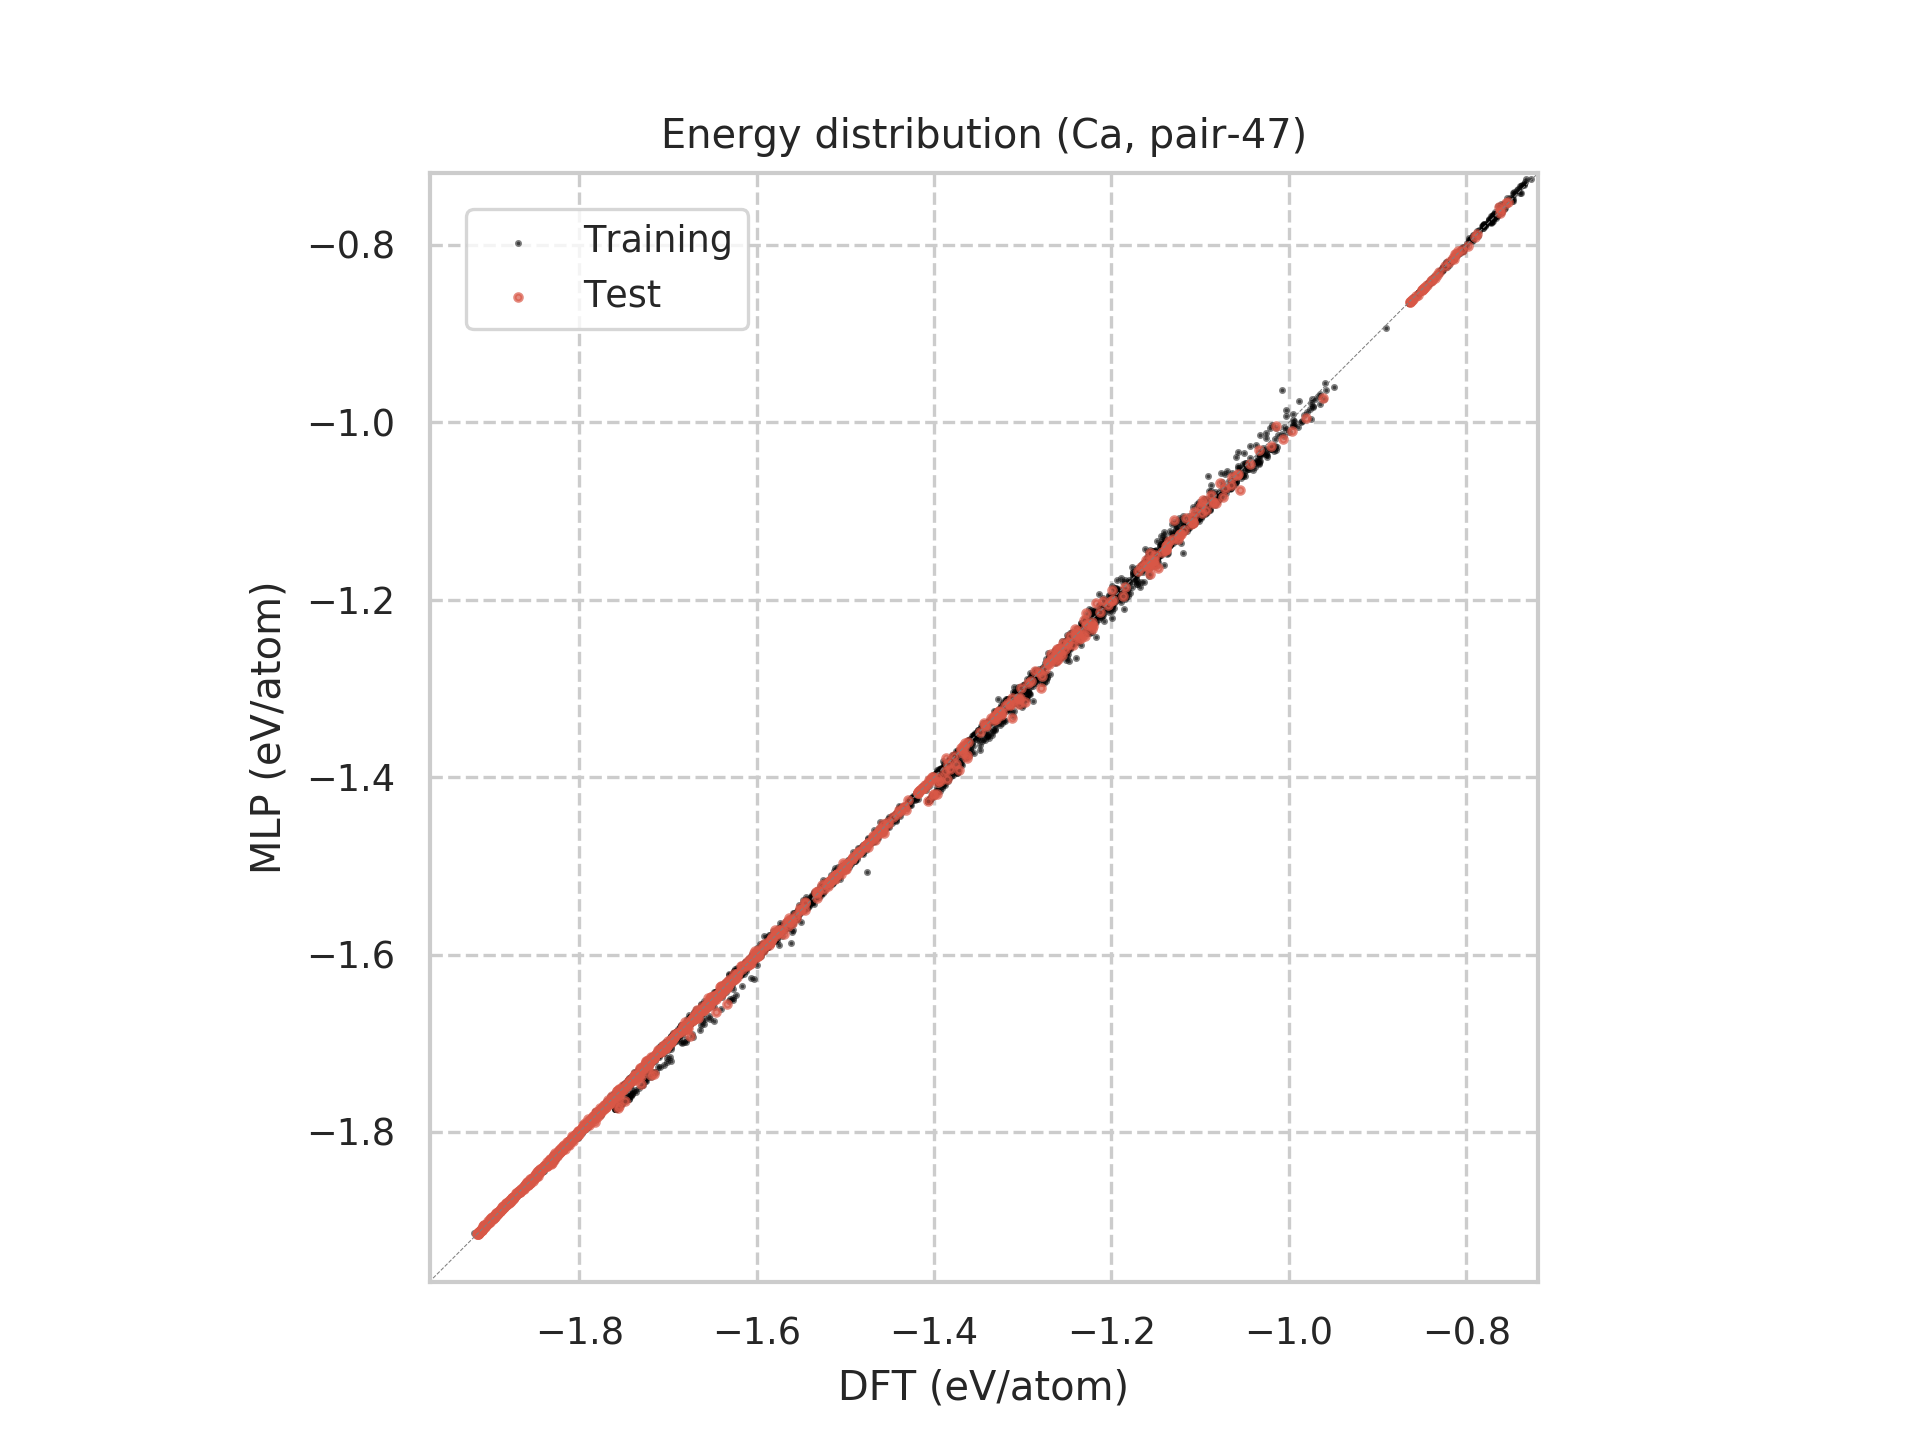 Energy distribution (Ca, pair-47)
Training
Test
MLP (eV/atom)
−0.8
−1.0
−1.2
−1.4
−1.6
−1.8
−1.8 −1.6 −1.4 −1.2 −1.0 −0.8
DFT (eV/atom)